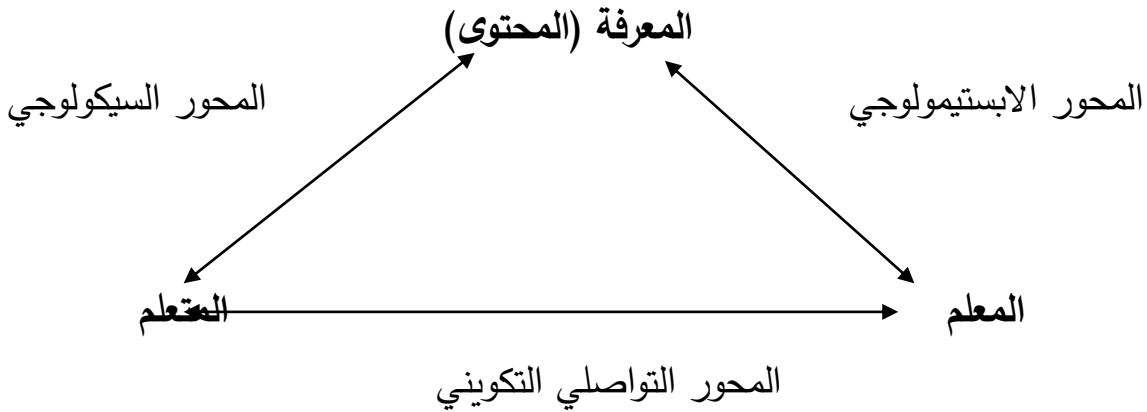 المعرفة (المحتوى)
المحور الابستيمولوجي
المحور السيكولوجي
المعلم
المتعلم
المحور التواصلي التكويني